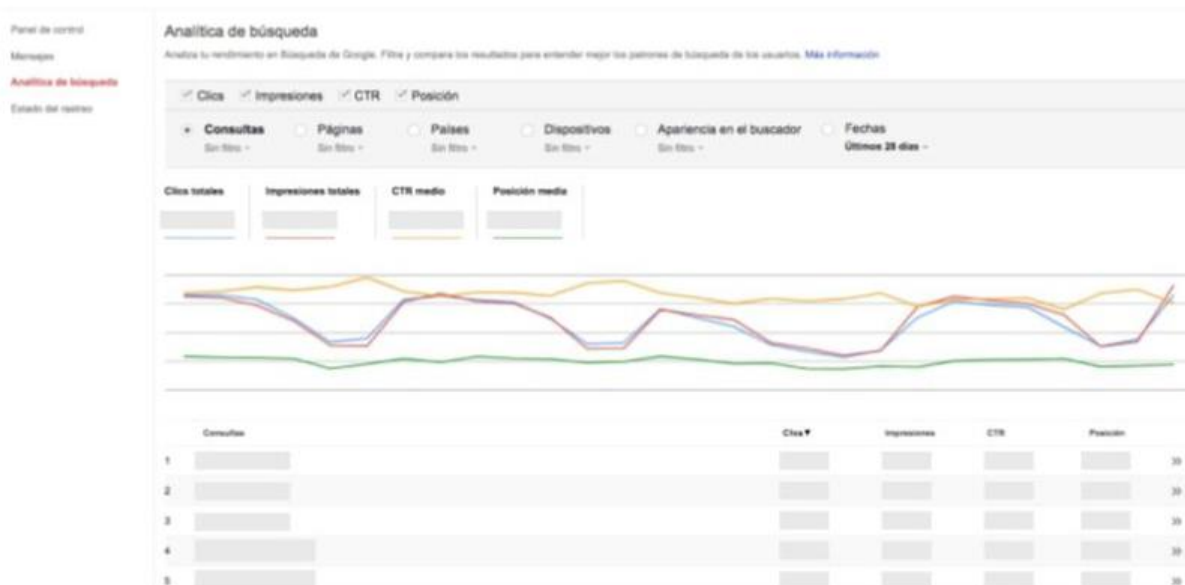 Panel de control
Mensajes
Analítica de búsqueda
Estado del rastreo
Analítica de búsqueda
Analiza tu rendimiento en Búsqueda de Google. Filtra y compara los resultados para entender mejor los patrones de búsqueda de los usuarios. Más información
Clics Impresiones CTR Posición
Consultas Páginas Países Dispositivos Apariencia en el buscador Fechas
Sin filtro Sin filtro Sin filtro Sin filtro Sin filtro Últimos 28 días
Clics totales Impresiones totales CTR medio Posición media
Consultas Clics▼ Impresiones CTR Posición
1 »
2 »
3 »
4 »
5 »